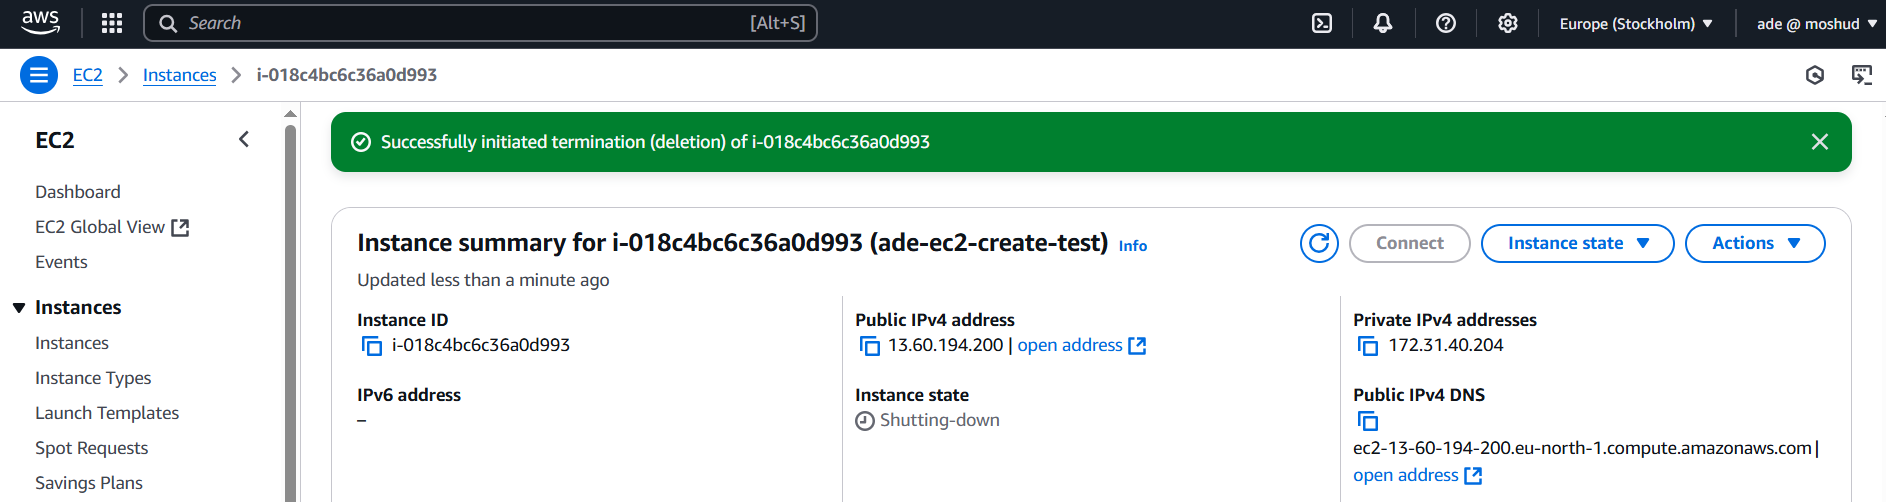 aws
Search [Alt+S]
Europe (Stockholm) ade @ moshud
EC2 Instances i-018c4bc6c36a0d993
EC2
Dashboard
EC2 Global View
Events
Instances
Instances
Instance Types
Launch Templates
Spot Requests
Savings Plans
Successfully initiated termination (deletion) of i-018c4bc6c36a0d993
Instance summary for i-018c4bc6c36a0d993 (ade-ec2-create-test) Info
Connect Instance state Actions
Updated less than a minute ago
Instance ID
i-018c4bc6c36a0d993
Public IPv4 address
13.60.194.200 | open address
Private IPv4 addresses
172.31.40.204
IPv6 address
–
Instance state
Shutting-down
Public IPv4 DNS
ec2-13-60-194-200.eu-north-1.compute.amazonaws.com |
open address